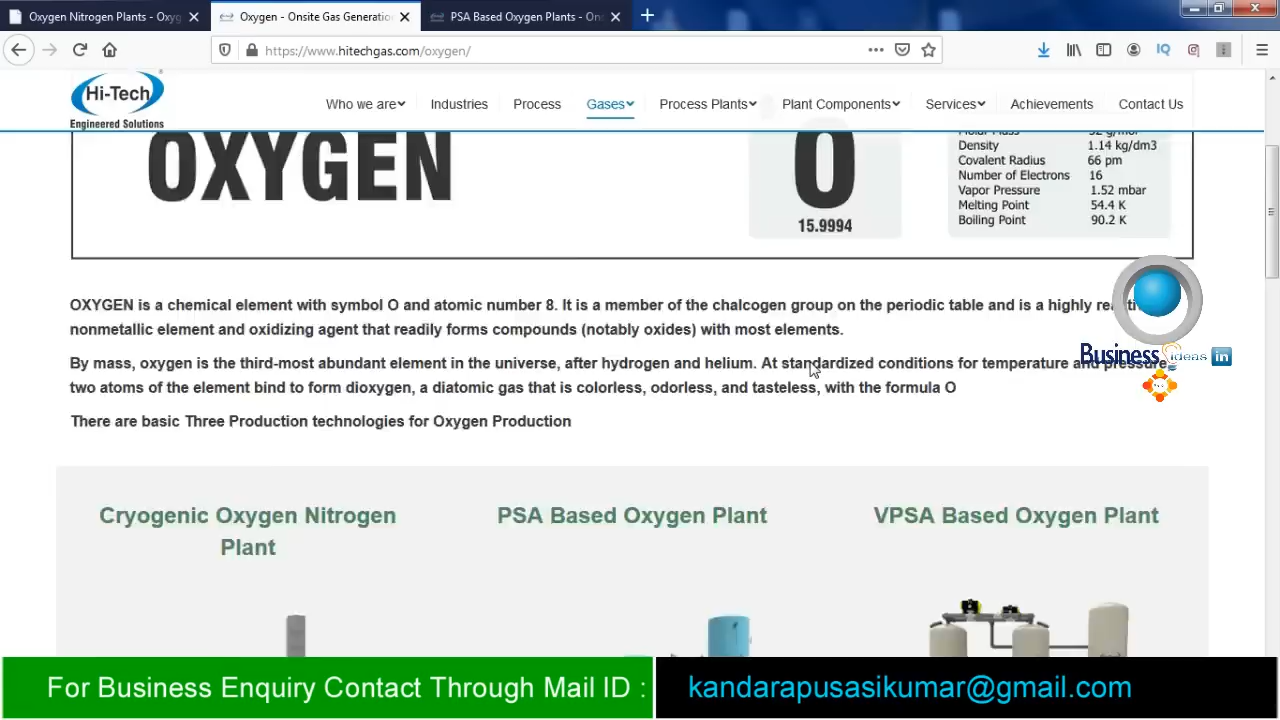 Oxygen Nitrogen Plants - Oxyg
Oxygen - Onsite Gas Generation
PSA Based Oxygen Plants - Ons
https://www.hitechgas.com/oxygen/
Hi-Tech
Engineered Solutions
Who we are
Industries
Process
Gases
Process Plants
Plant Components
Services
Achievements
Contact Us
OXYGEN
O
15.9994
Molar Mass 32 g/mol
Density 1.14 kg/dm3
Covalent Radius 66 pm
Number of Electrons 16
Vapor Pressure 1.52 mbar
Melting Point 54.4 K
Boiling Point 90.2 K
OXYGEN is a chemical element with symbol O and atomic number 8. It is a member of the chalcogen group on the periodic table and is a highly
nonmetallic element and oxidizing agent that readily forms compounds (notably oxides) with most elements.
By mass, oxygen is the third-most abundant element in the universe, after hydrogen and helium. At standardized conditions for temperature and pressure
two atoms of the element bind to form dioxygen, a diatomic gas that is colorless, odorless, and tasteless, with the formula O
There are basic Three Production technologies for Oxygen Production
Business ideas in
Cryogenic Oxygen Nitrogen
Plant
PSA Based Oxygen Plant
VPSA Based Oxygen Plant
For Business Enquiry Contact Through Mail ID :
kandarapusasikumar@gmail.com